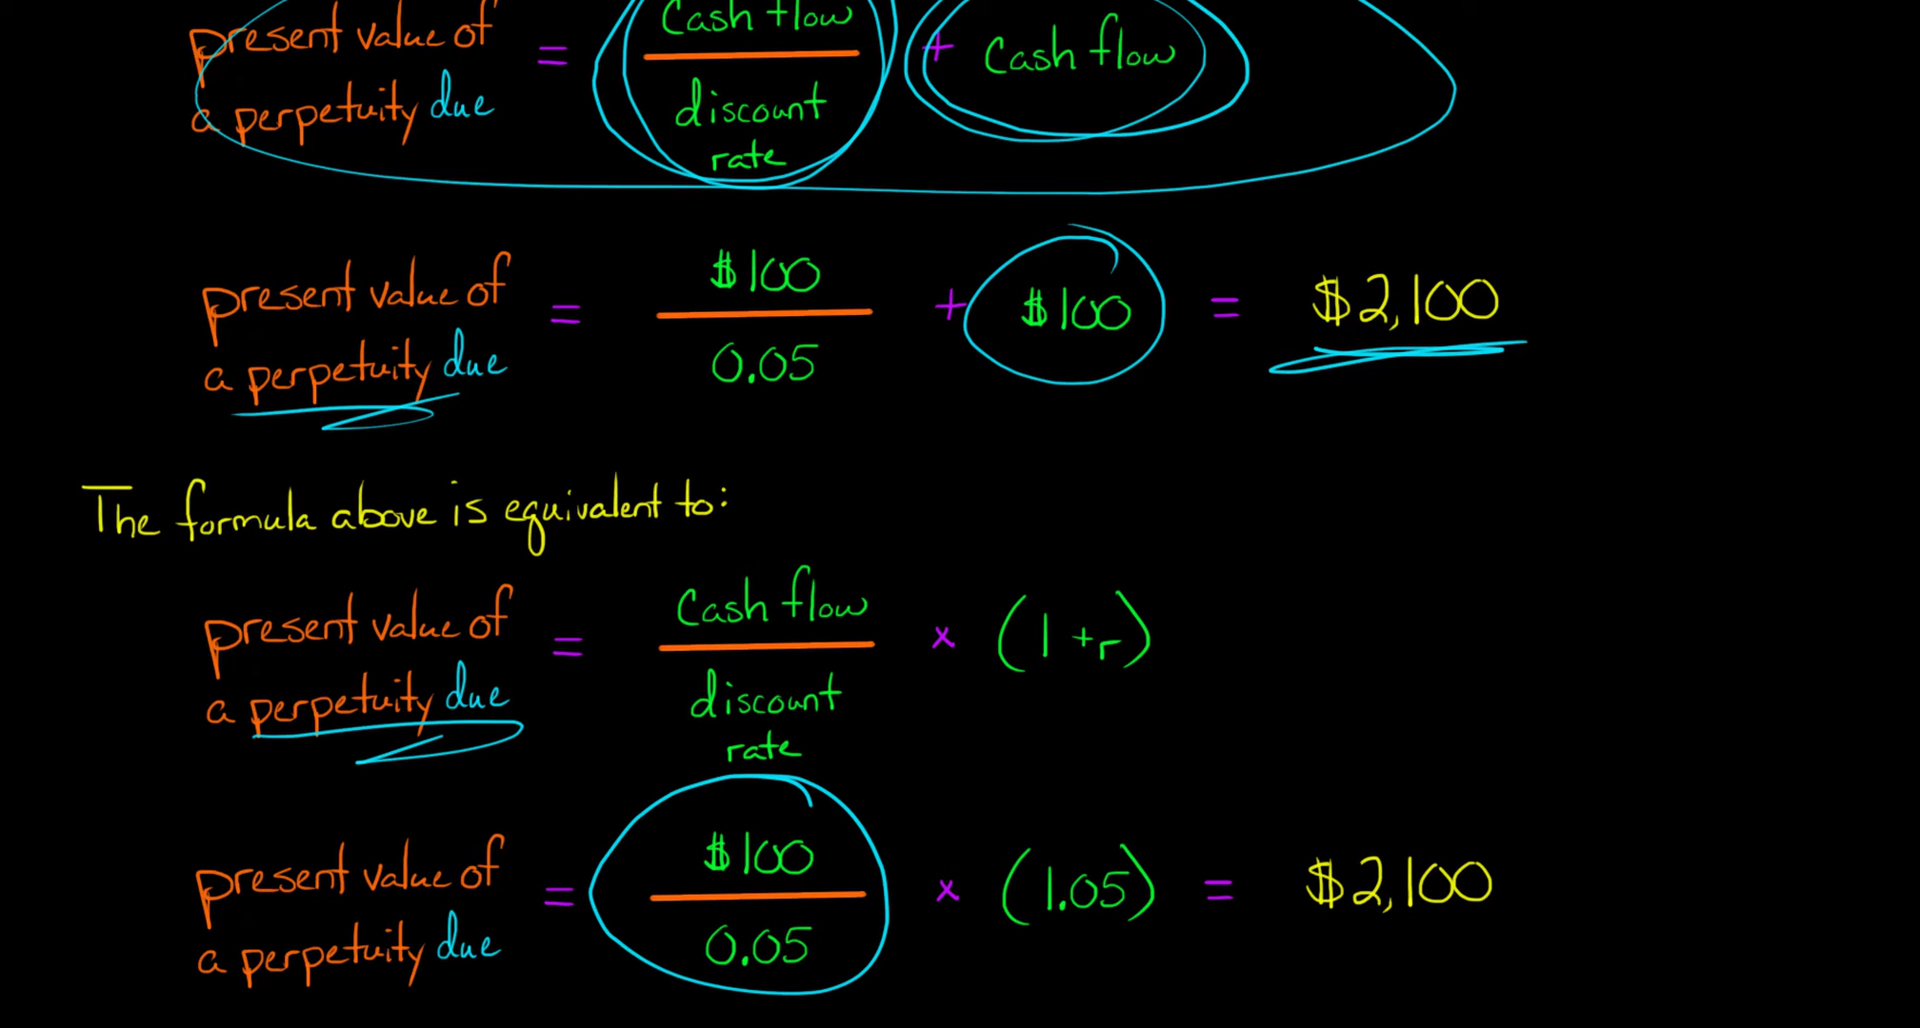 present value of
a perpetuity due
=
Cash flow
discount
rate
+ Cash flow
present value of
a perpetuity due
=
$100
0.05
+ $100 = $2,100
The formula above is equivalent to:
present value of
a perpetuity due
=
Cash flow
discount
rate
× (1+r)
present value of
a perpetuity due
=
$100
0.05
× (1.05) = $2,100